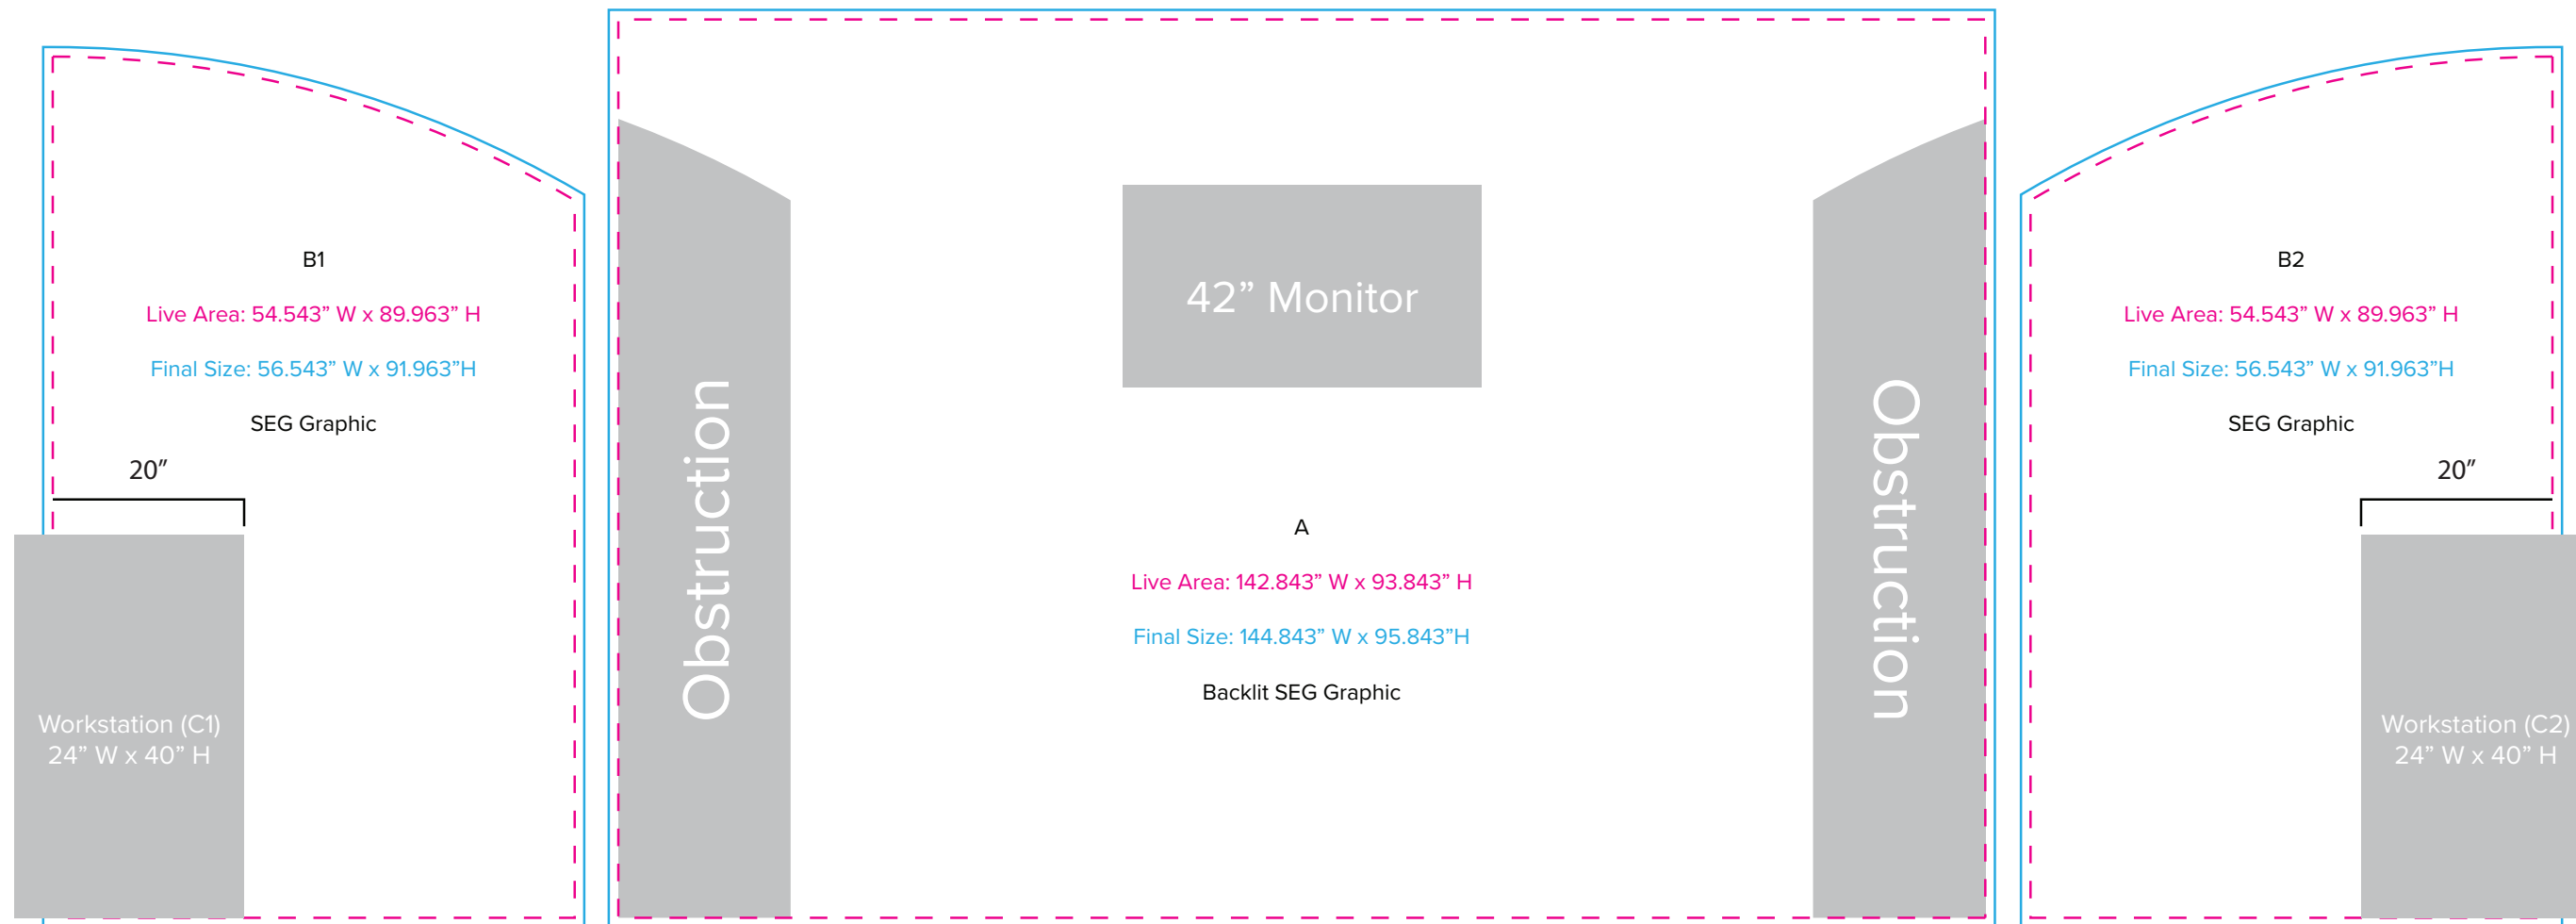 B1
Live Area: 54.543” W x 89.963” H
Final Size: 56.543” W x 91.963”H
SEG Graphic
20”
Workstation (C1)
24” W x 40” H
Obstruction
42” Monitor
A
Live Area: 142.843” W x 93.843” H
Final Size: 144.843” W x 95.843”H
Backlit SEG Graphic
Obstruction
B2
Live Area: 54.543” W x 89.963” H
Final Size: 56.543” W x 91.963”H
SEG Graphic
20”
Workstation (C2)
24” W x 40” H